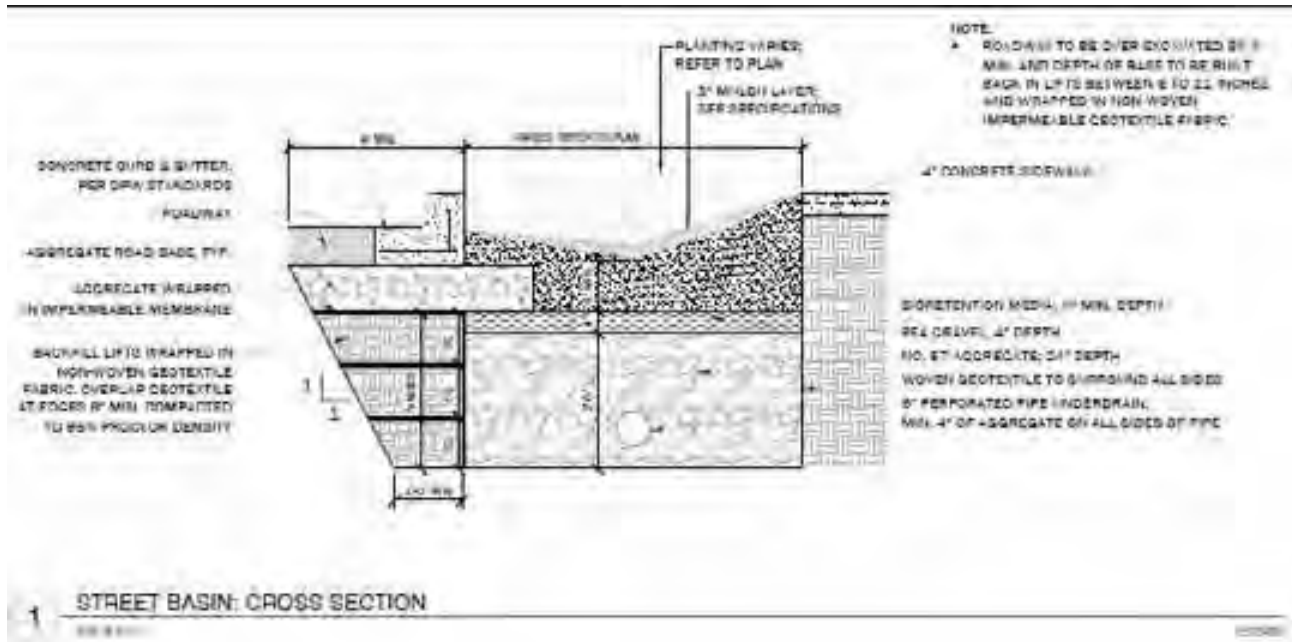 PLANTING VARIES;
REFER TO PLAN
3" MULCH LAYER;
SEE SPECIFICATIONS
NOTE:
ROADWAY TO BE OVER EXCAVATED BY
MIN. AND DEPTH OF BASE TO BE BUILT
BACK IN LIFTS BETWEEN TO INCHES
AND WRAPPED IN NON-WOVEN
IMPERMEABLE GEOTEXTILE FABRIC
CONCRETE CURB & GUTTER,
PER DPW STANDARDS
ROADWAY
AGGREGATE ROAD BASE, TYP.
AGGREGATE WRAPPED
IN IMPERMEABLE MEMBRANE
BACKFILL LIFTS WRAPPED IN
NON-WOVEN GEOTEXTILE
FABRIC. OVERLAP GEOTEXTILE
AT EDGES MIN. COMPACTED
TO 95% PROCTOR DENSITY
1
1
4" CONCRETE SIDEWALK
BIORETENTION MEDIA, MIN. DEPTH
PEA GRAVEL, 4" DEPTH
NO. 57 AGGREGATE; DEPTH
WOVEN GEOTEXTILE TO SURROUND ALL SIDES
6" PERFORATED PIPE UNDERDRAIN,
MIN. 4" OF AGGREGATE ON ALL SIDES OF PIPE
1 STREET BASIN: CROSS SECTION